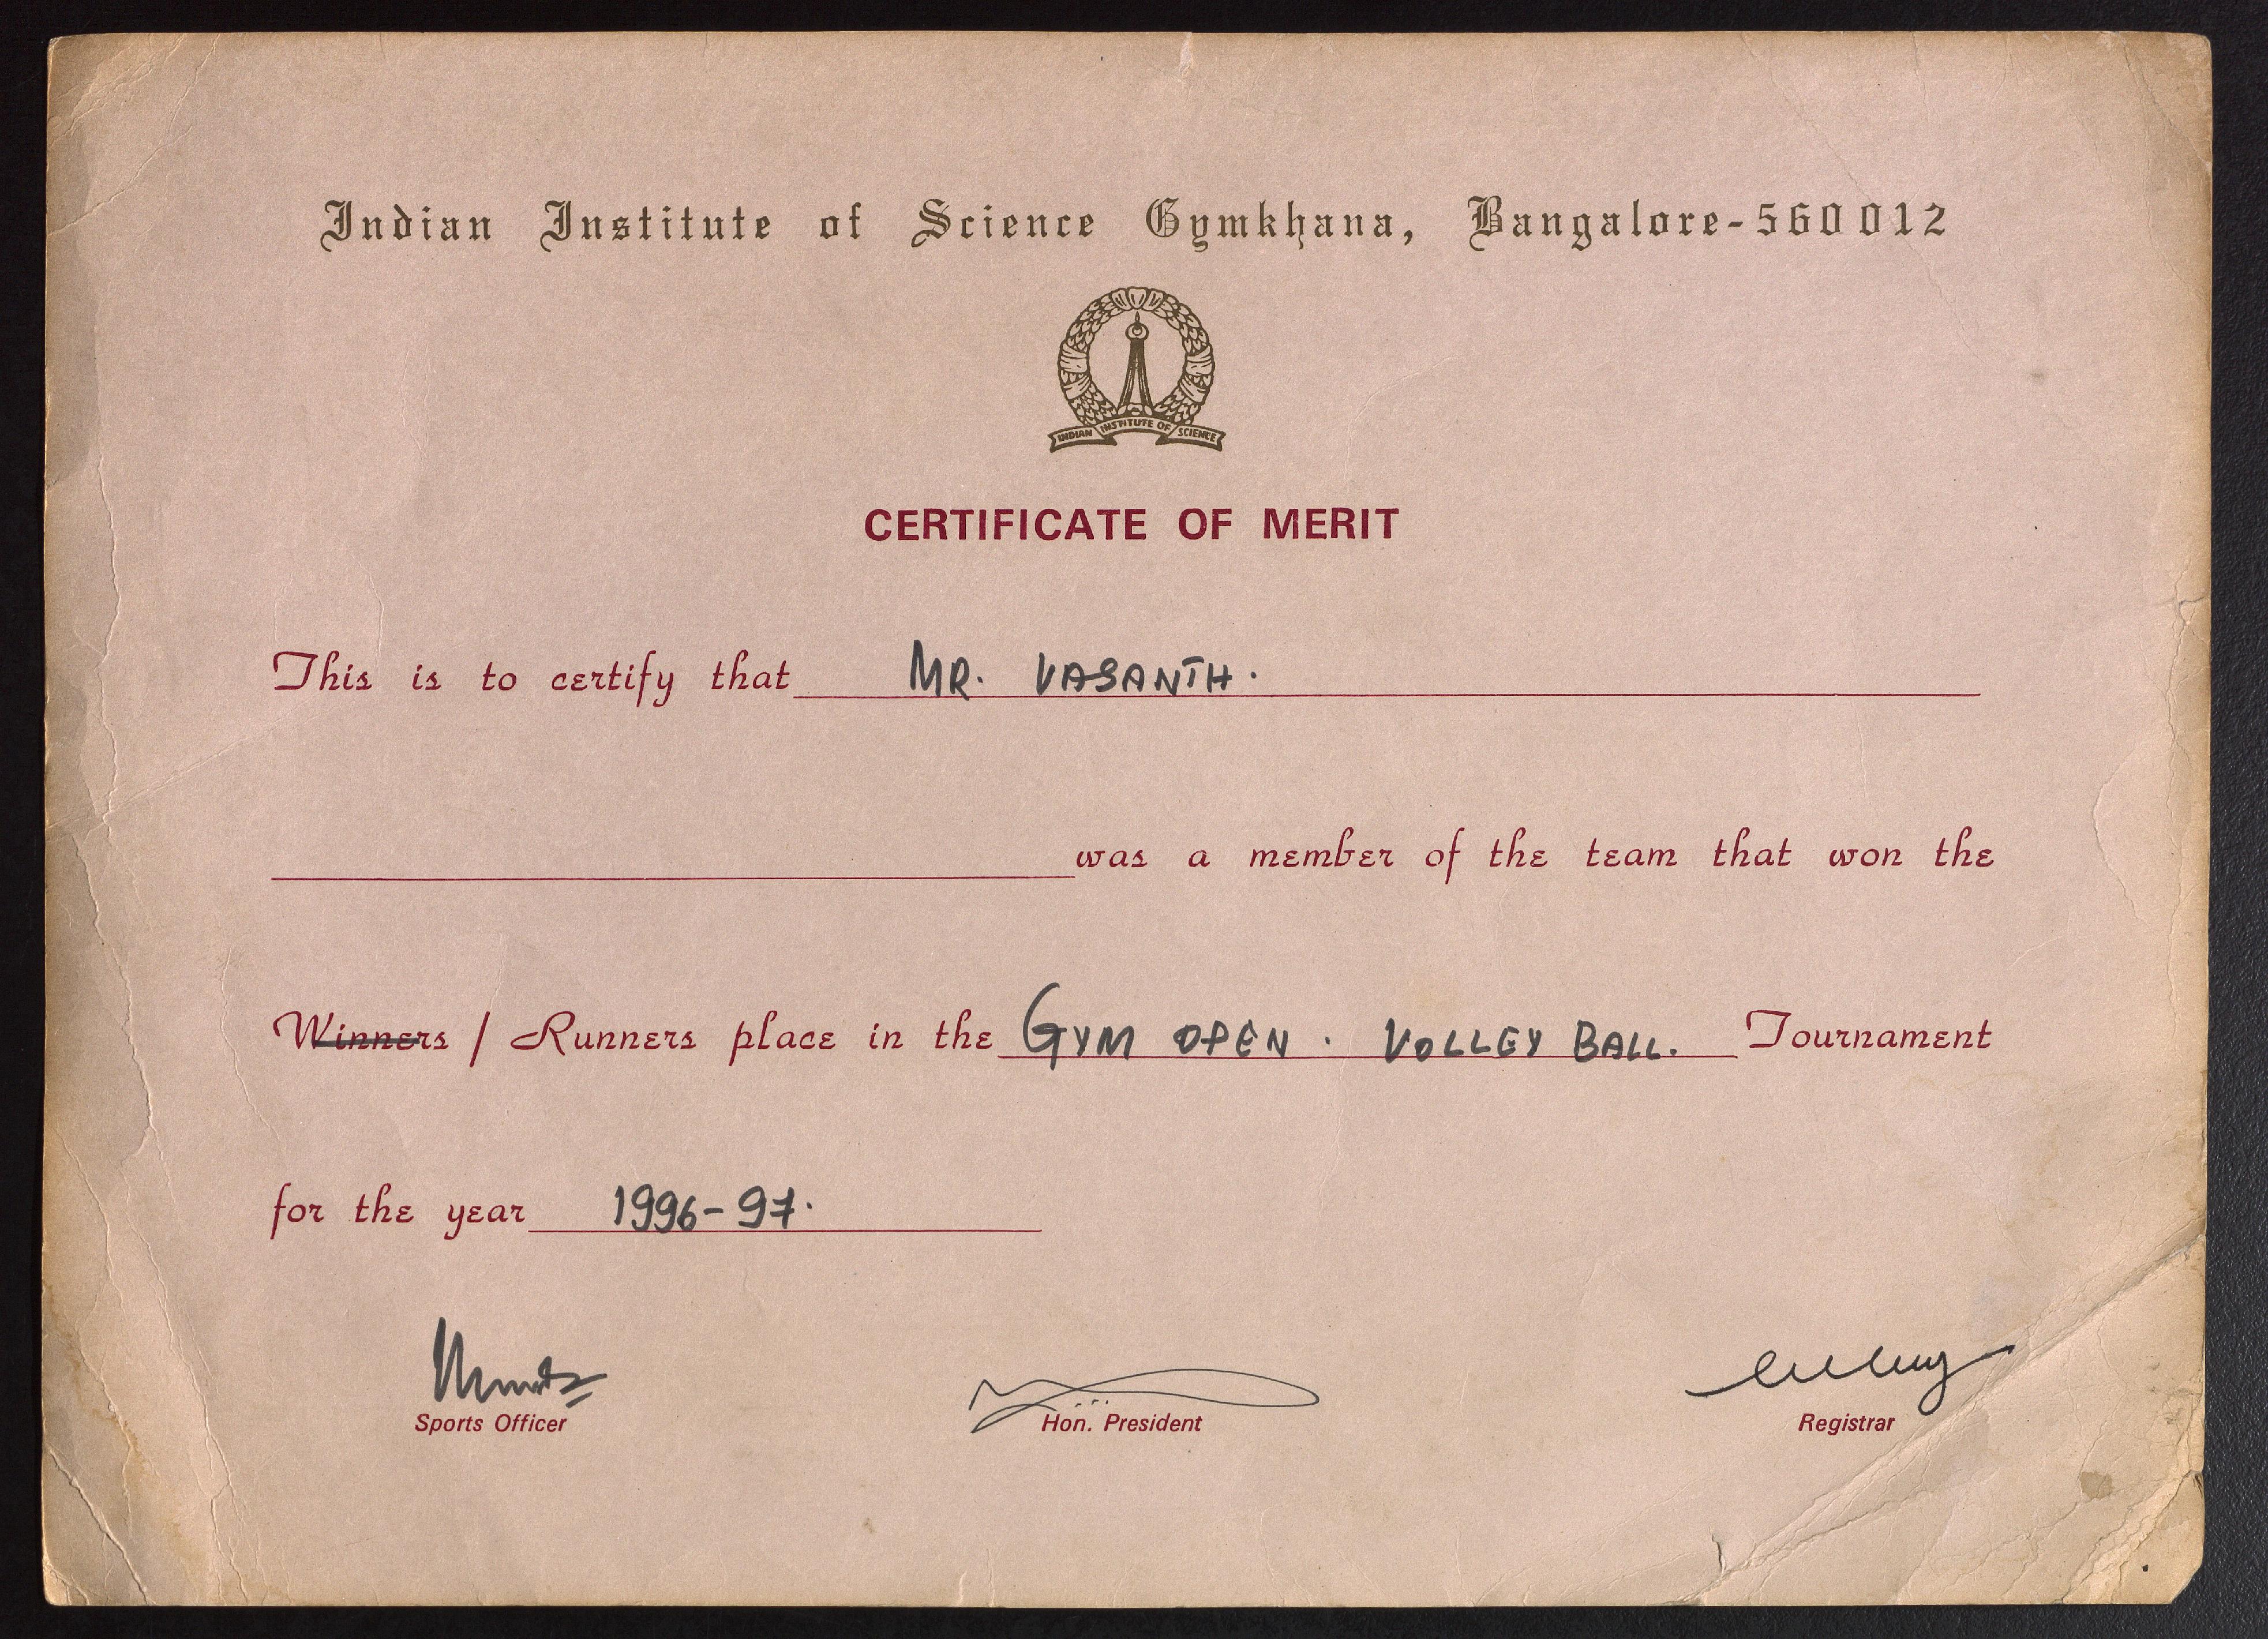 Indian Institute of Science Gymkhana, Bangalore-560 012
INDIAN INSTITUTE OF SCIENCE
CERTIFICATE OF MERIT
This is to certify that MR. VASANTH.
was a member of the team that won the
Winners / Runners place in the GYM OPEN . VOLLEY BALL. Tournament
for the year 1996-97.
Sports Officer Hon. President Registrar